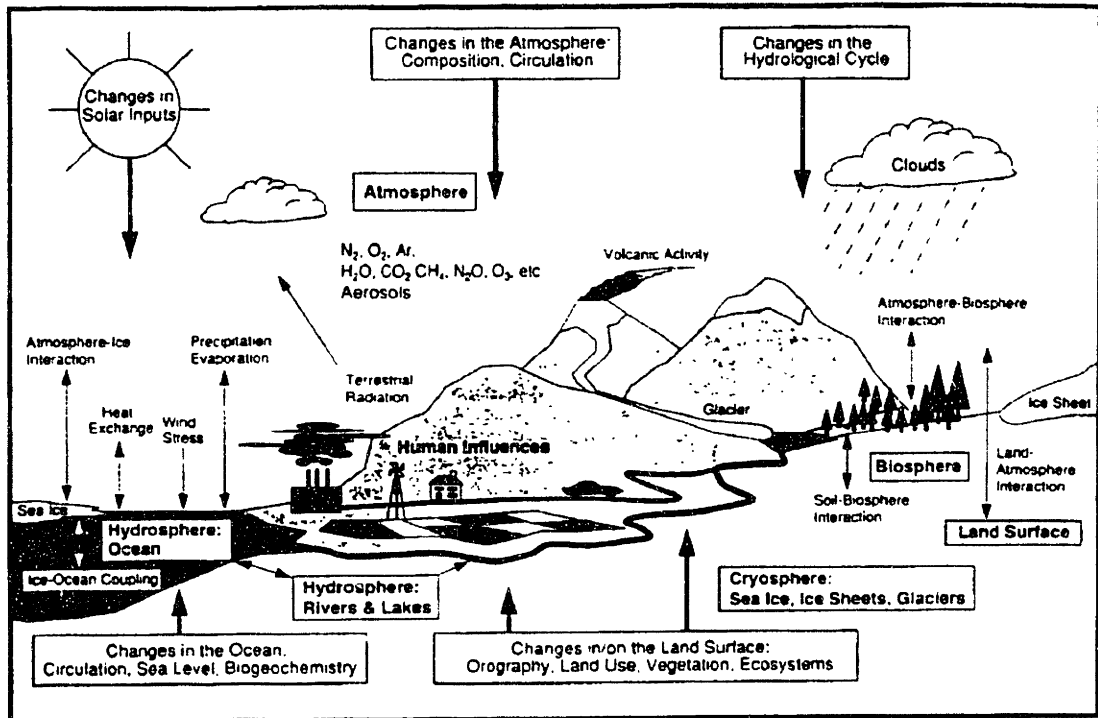 Changes in the Atmosphere:
Composition, Circulation
Changes in the
Hydrological Cycle
Changes in
Solar Inputs
Clouds
Atmosphere
N₂, O₂, Ar,
H₂O, CO₂ CH₄, N₂O, O₃, etc
Aerosols
Volcanic Activity
Atmosphere-Biosphere
Interaction
Atmosphere-Ice
Interaction
Precipitation
Evaporation
Terrestrial
Radiation
Heat
Exchange
Wind
Stress
Glacier
Ice Sheet
Human Influences
Biosphere
Land-
Atmosphere
Interaction
Soil-Biosphere
Interaction
Sea Ice
Hydrosphere:
Ocean
Land Surface
Ice-Ocean Coupling
Hydrosphere:
Rivers & Lakes
Cryosphere:
Sea Ice, Ice Sheets, Glaciers
Changes in the Ocean.
Circulation, Sea Level, Biogeochemistry
Changes in/on the Land Surface:
Orography, Land Use, Vegetation, Ecosystems